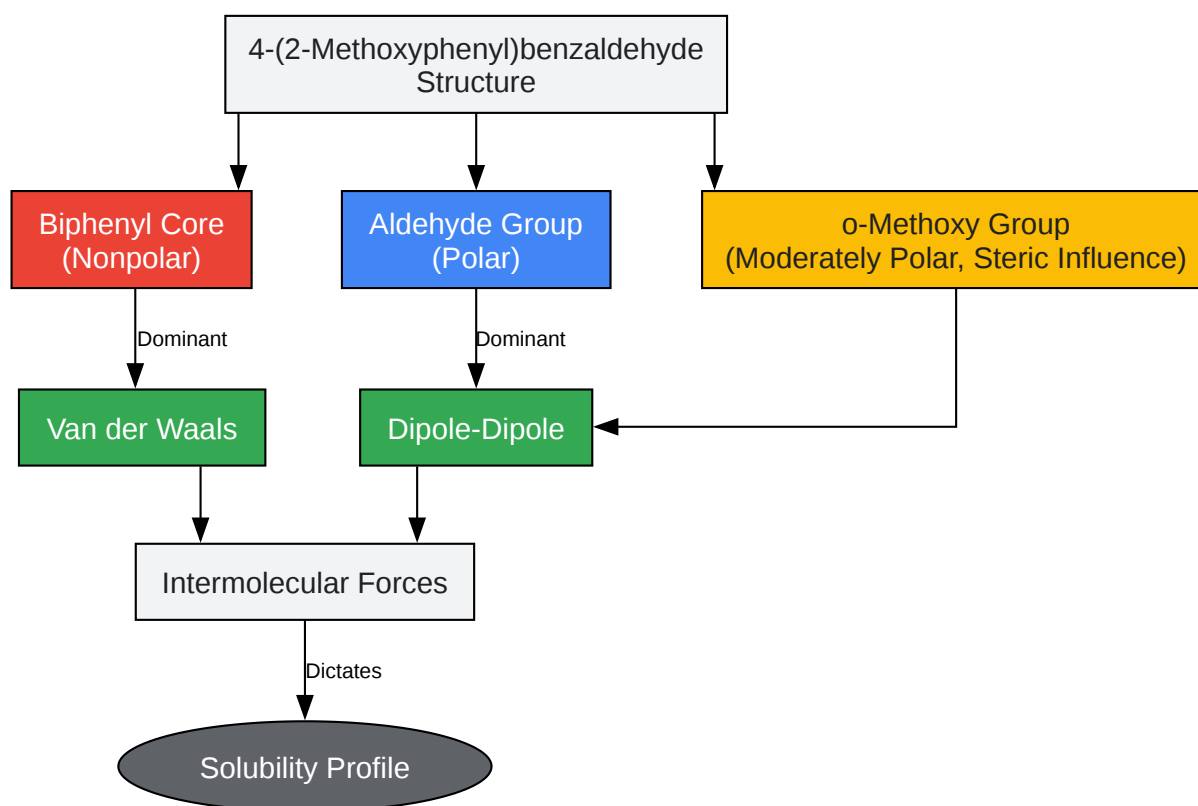 4-(2-Methoxyphenyl)benzaldehyde
Structure
Biphenyl Core
(Nonpolar)
Aldehyde Group
(Polar)
o-Methoxy Group
(Moderately Polar, Steric Influence)
Dominant
Dominant
Van der Waals
Dipole-Dipole
Intermolecular Forces
Dictates
Solubility Profile